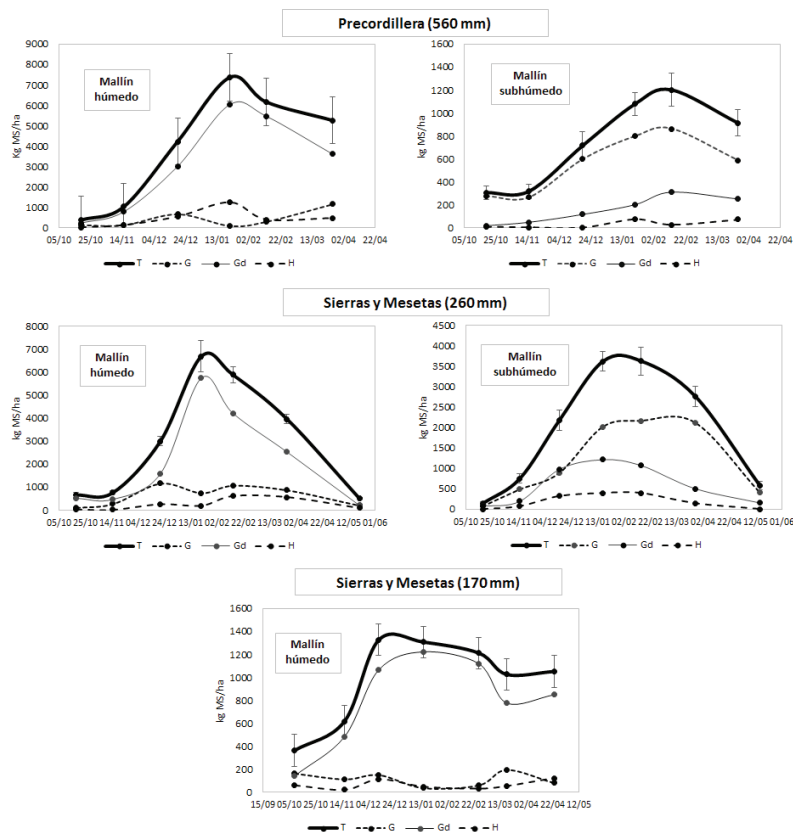 Precordillera (560 mm)
Mallín
húmedo
Kg MS/ha
9000
8000
7000
6000
5000
4000
3000
2000
1000
0
05/10 25/10 14/11 04/12 24/12 13/01 02/02 22/02 13/03 02/04 22/04
T G Gd H
Mallín
subhúmedo
kg MS/ha
1600
1400
1200
1000
800
600
400
200
0
05/10 25/10 14/11 04/12 24/12 13/01 02/02 22/02 13/03 02/04 22/04
T G Gd H
Sierras y Mesetas (260 mm)
Mallín
húmedo
kg MS/ha
8000
7000
6000
5000
4000
3000
2000
1000
0
05/10 25/10 14/11 04/12 24/12 13/01 02/02 22/02 13/03 02/04 22/04 12/05 01/06
T G Gd H
Mallín
subhúmedo
kg MS/ha
4500
4000
3500
3000
2500
2000
1500
1000
500
0
05/10 25/10 14/11 04/12 24/12 13/01 02/02 22/02 13/03 02/04 22/04 12/05 01/06
T G Gd H
Sierras y Mesetas (170 mm)
Mallín
húmedo
kg MS/ha
1600
1400
1200
1000
800
600
400
200
0
15/09 05/10 25/10 14/11 04/12 24/12 13/01 02/02 22/02 13/03 02/04 22/04 12/05
T G Gd H